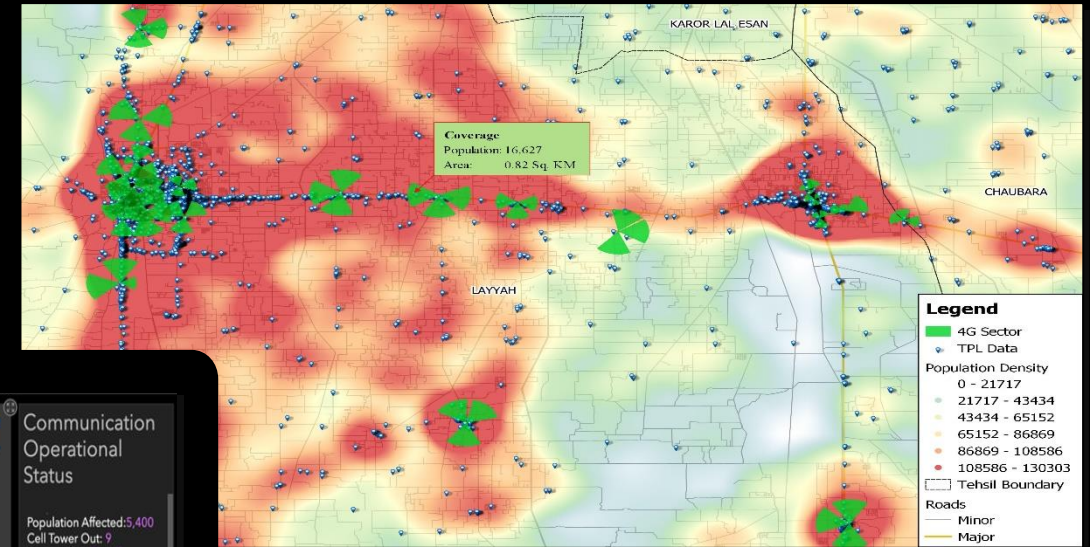 KAROR LAL ESAN
Coverage
Population: 16,627
Area: 0.82 Sq. KM
CHAUBARA
LAYYAH
Legend
4G Sector
TPL Data
Population Density
0 - 21717
21717 - 43434
43434 - 65152
65152 - 86869
86869 - 108586
108586 - 130303
Tehsil Boundary
Roads
Minor
Major
Communication
Operational
Status
Population Affected:5,400
Cell Tower Out: 9